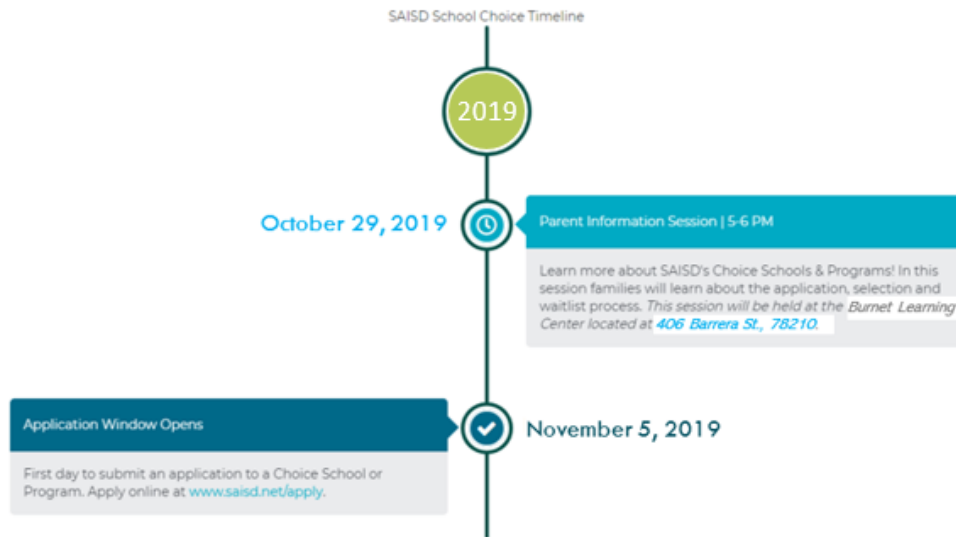 SAISD School Choice Timeline
2019
October 29, 2019
Parent Information Session | 5-6 PM
Learn more about SAISD's Choice Schools & Programs! In this
session families will learn about the application, selection and
waitlist process. This session will be held at the Burnet Learning
Center located at 406 Barrera St., 78210.
Application Window Opens
First day to submit an application to a Choice School or
Program. Apply online at www.saisd.net/apply.
November 5, 2019